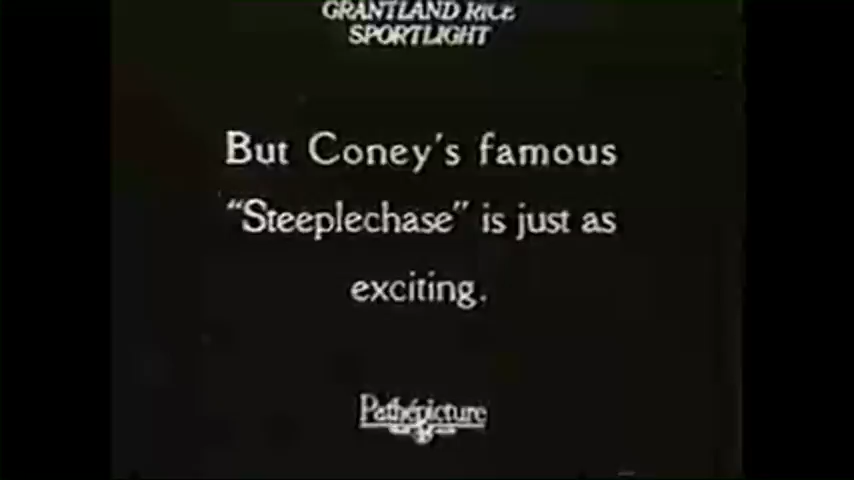 GRANTLAND RICE
SPORTLIGHT
But Coney's famous
"Steeplechase" is just as
exciting.
Pathépicture